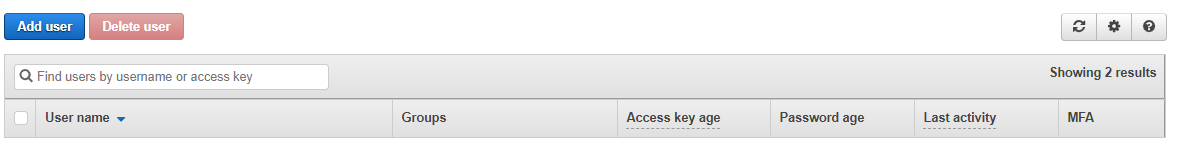 Add user
Delete user
Find users by username or access key
Showing 2 results
User name
Groups
Access key age
Password age
Last activity
MFA